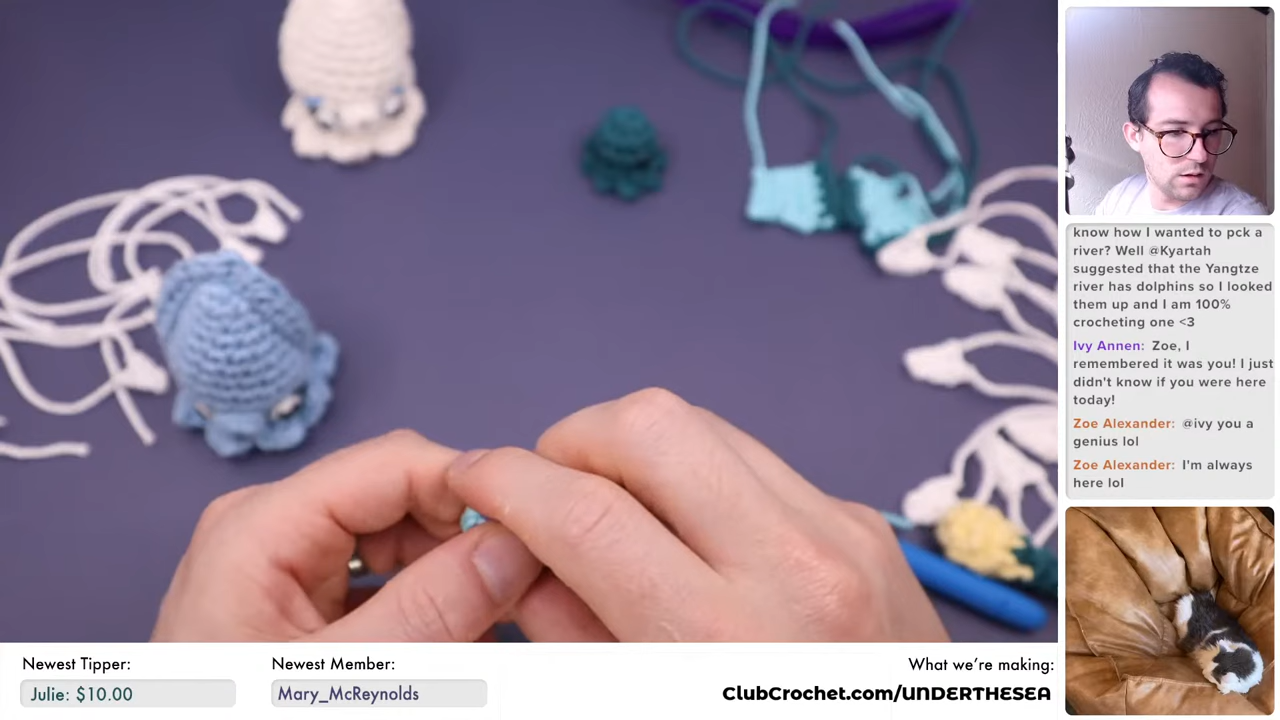 know how I wanted to pck a
river? Well @Kyartah
suggested that the Yangtze
river has dolphins so I looked
them up and I am 100%
crocheting one <3
Ivy Annen: Zoe, I
remembered it was you! I just
didn't know if you were here
today!
Zoe Alexander: @ivy you a
genius lol
Zoe Alexander: I'm always
here lol
Newest Tipper:
Julie: $10.00
Newest Member:
Mary_McReynolds
What we're making:
ClubCrochet.com/UNDERTHESEA